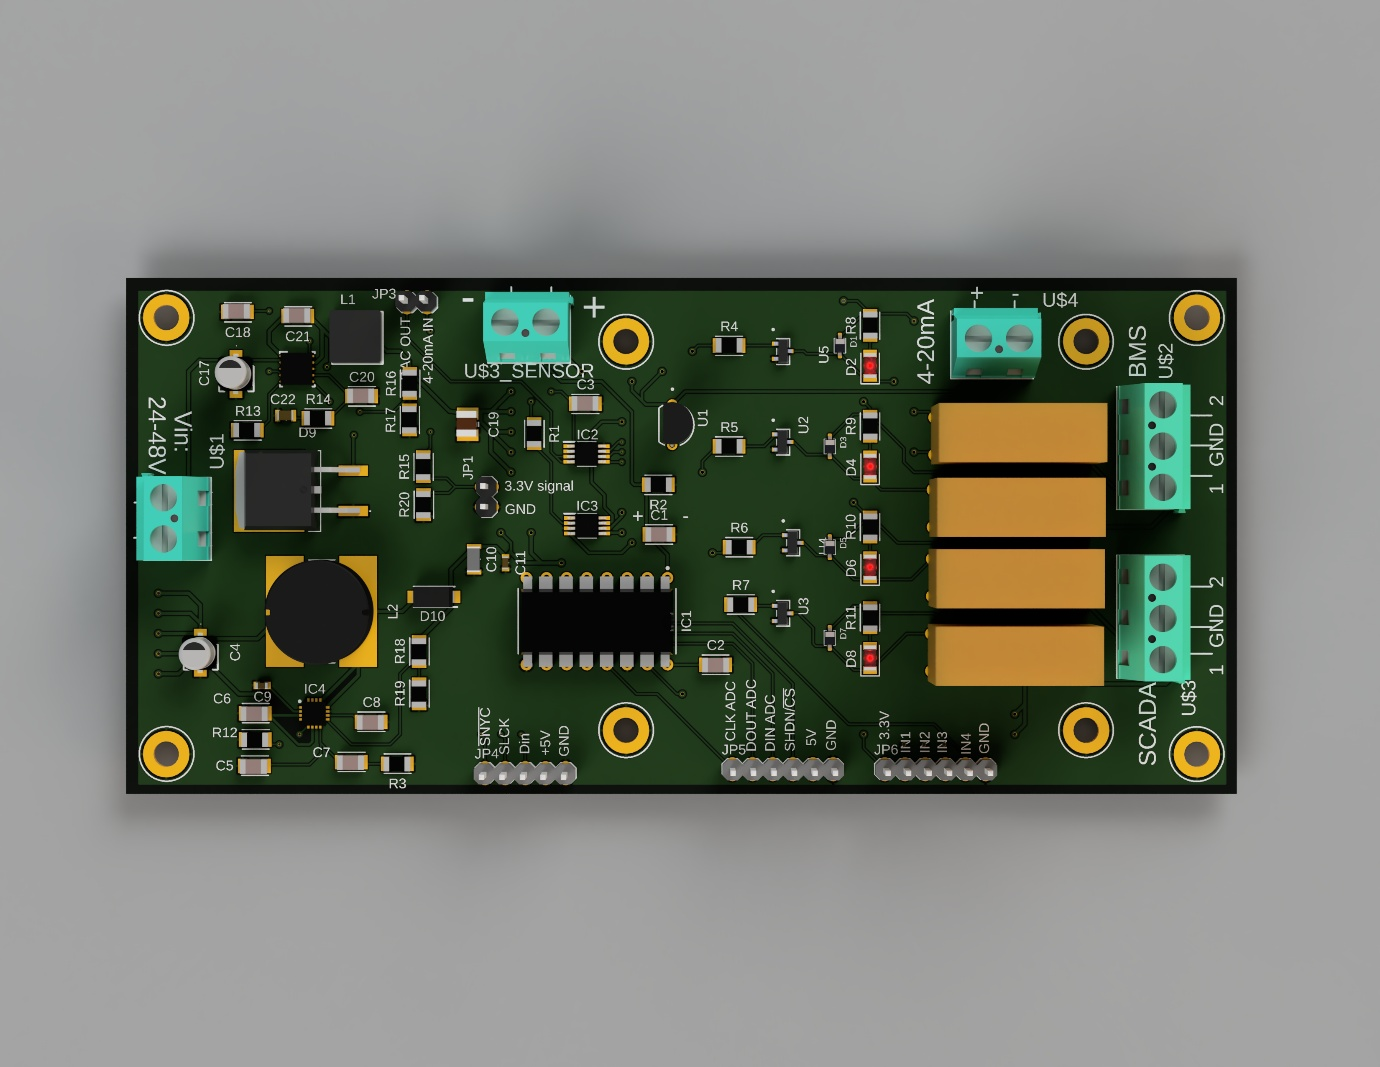 C18
C21
L1
JP3
-
+
U$3_SENSOR
+ -
U$4
4-20mA
BMS
U$2
2
GND
1
R4
U5
D1
R8
D2
AC OUT
4-20mA IN
C17
C20
R16
C3
C22
R14
R13
D9
R17
C19
R1
IC2
U1
R5
U2
D3
R9
D4
24-48V
Vin:
U$1
R15
JP1
3.3V signal
GND
R20
IC3
R2
+ C1 -
R6
D5
R10
D6
C10
C11
D10
L2
IC1
R7
U3
D7
R11
D8
C2
2
GND
1
SCADA
U$3
C4
R18
R19
C6
C9
IC4
C8
R12
C5
C7
R3
JP4
SNYC
SLCK
Din
+5V
GND
JP5
CLK ADC
DOUT ADC
DIN ADC
SHDN/CS
5V
GND
JP6
3.3V
IN1
IN2
IN3
IN4
GND